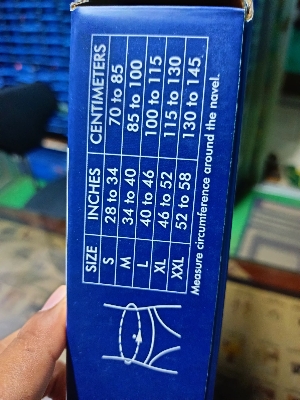 SIZE INCHES CENTIMETERS
S 28 to 34 70 to 85
M 34 to 40 85 to 100
L 40 to 46 100 to 115
XL 46 to 52 115 to 130
XXL 52 to 58 130 to 145
Measure circumference around the navel.